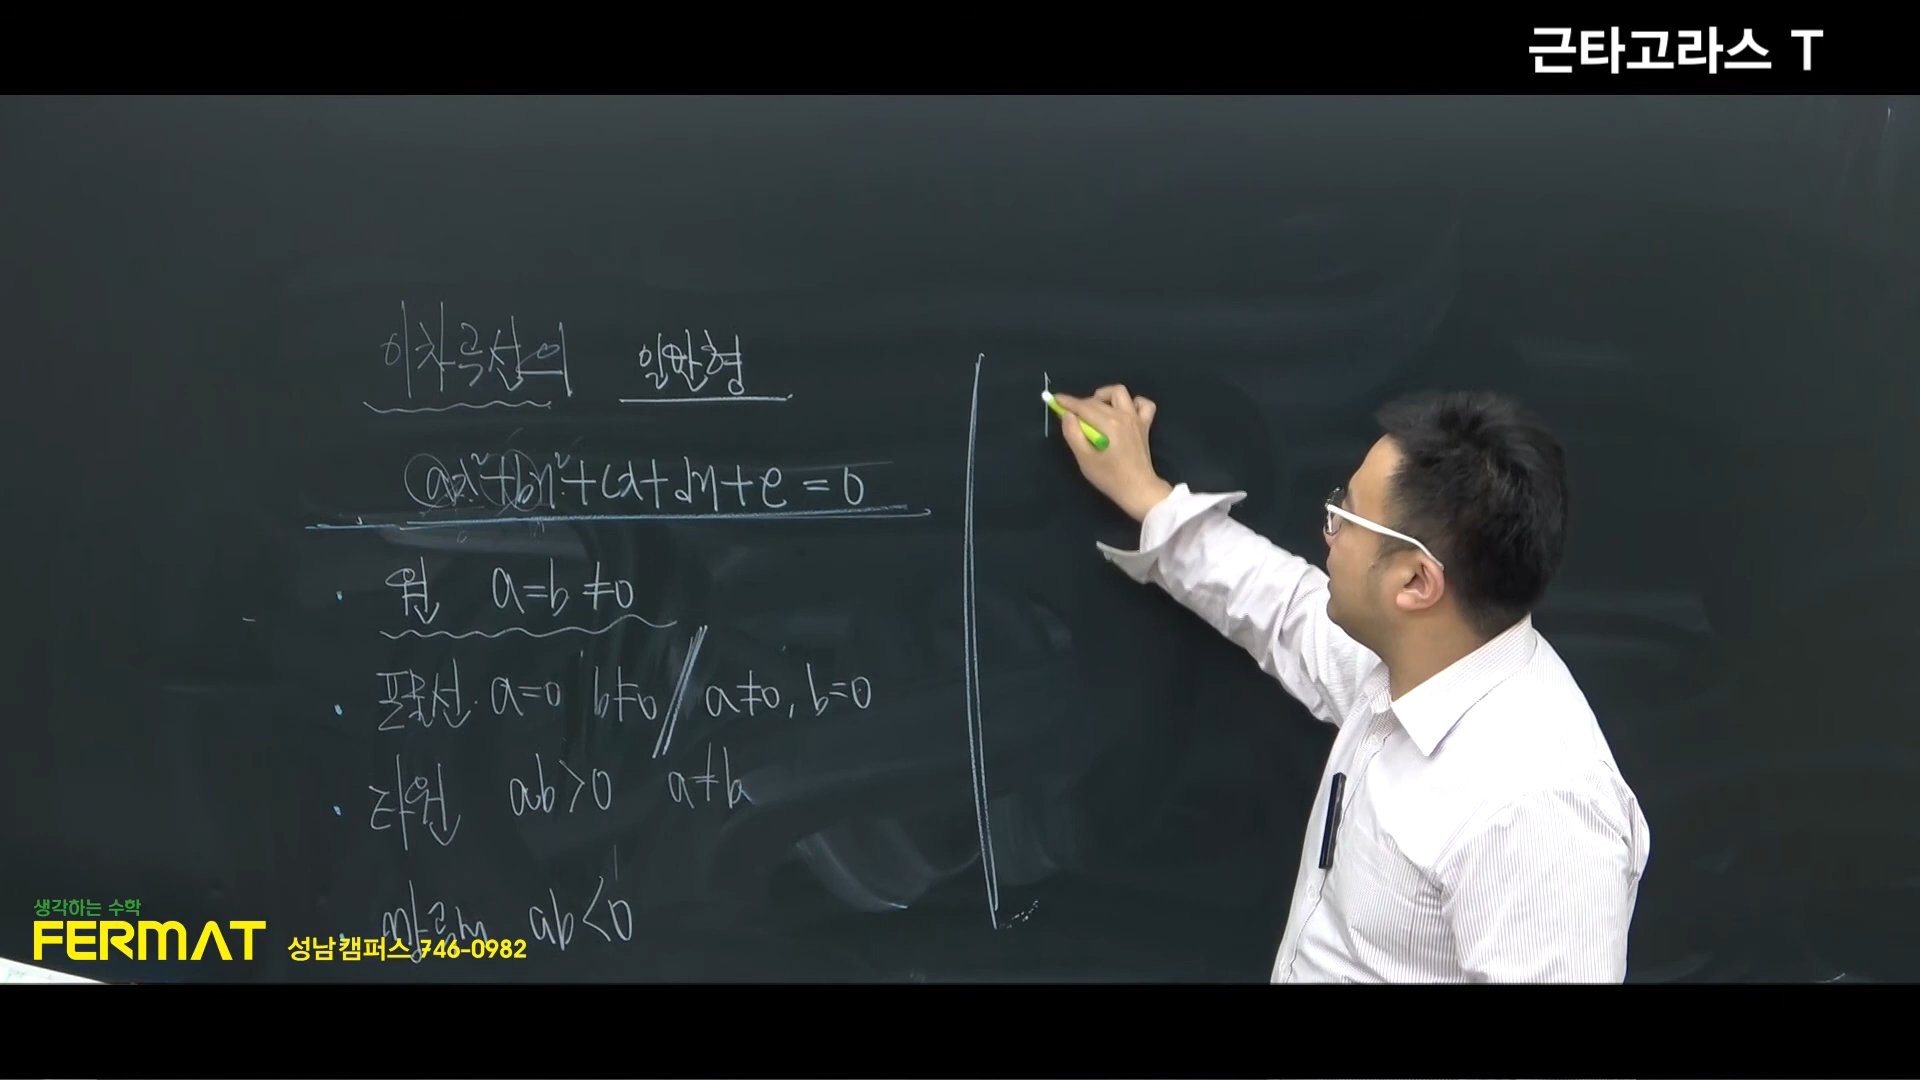 근타고라스 T
이차곡선의 일반형
ax²+by²+cx+dy+e=0
· 원 a=b≠0
· 포물선. a=0 b≠0 // a≠0, b=0
· 타원 ab>0 a≠b
· 쌍곡선 ab<0
생각하는 수학
FERMAT 성남캠퍼스 746-0982